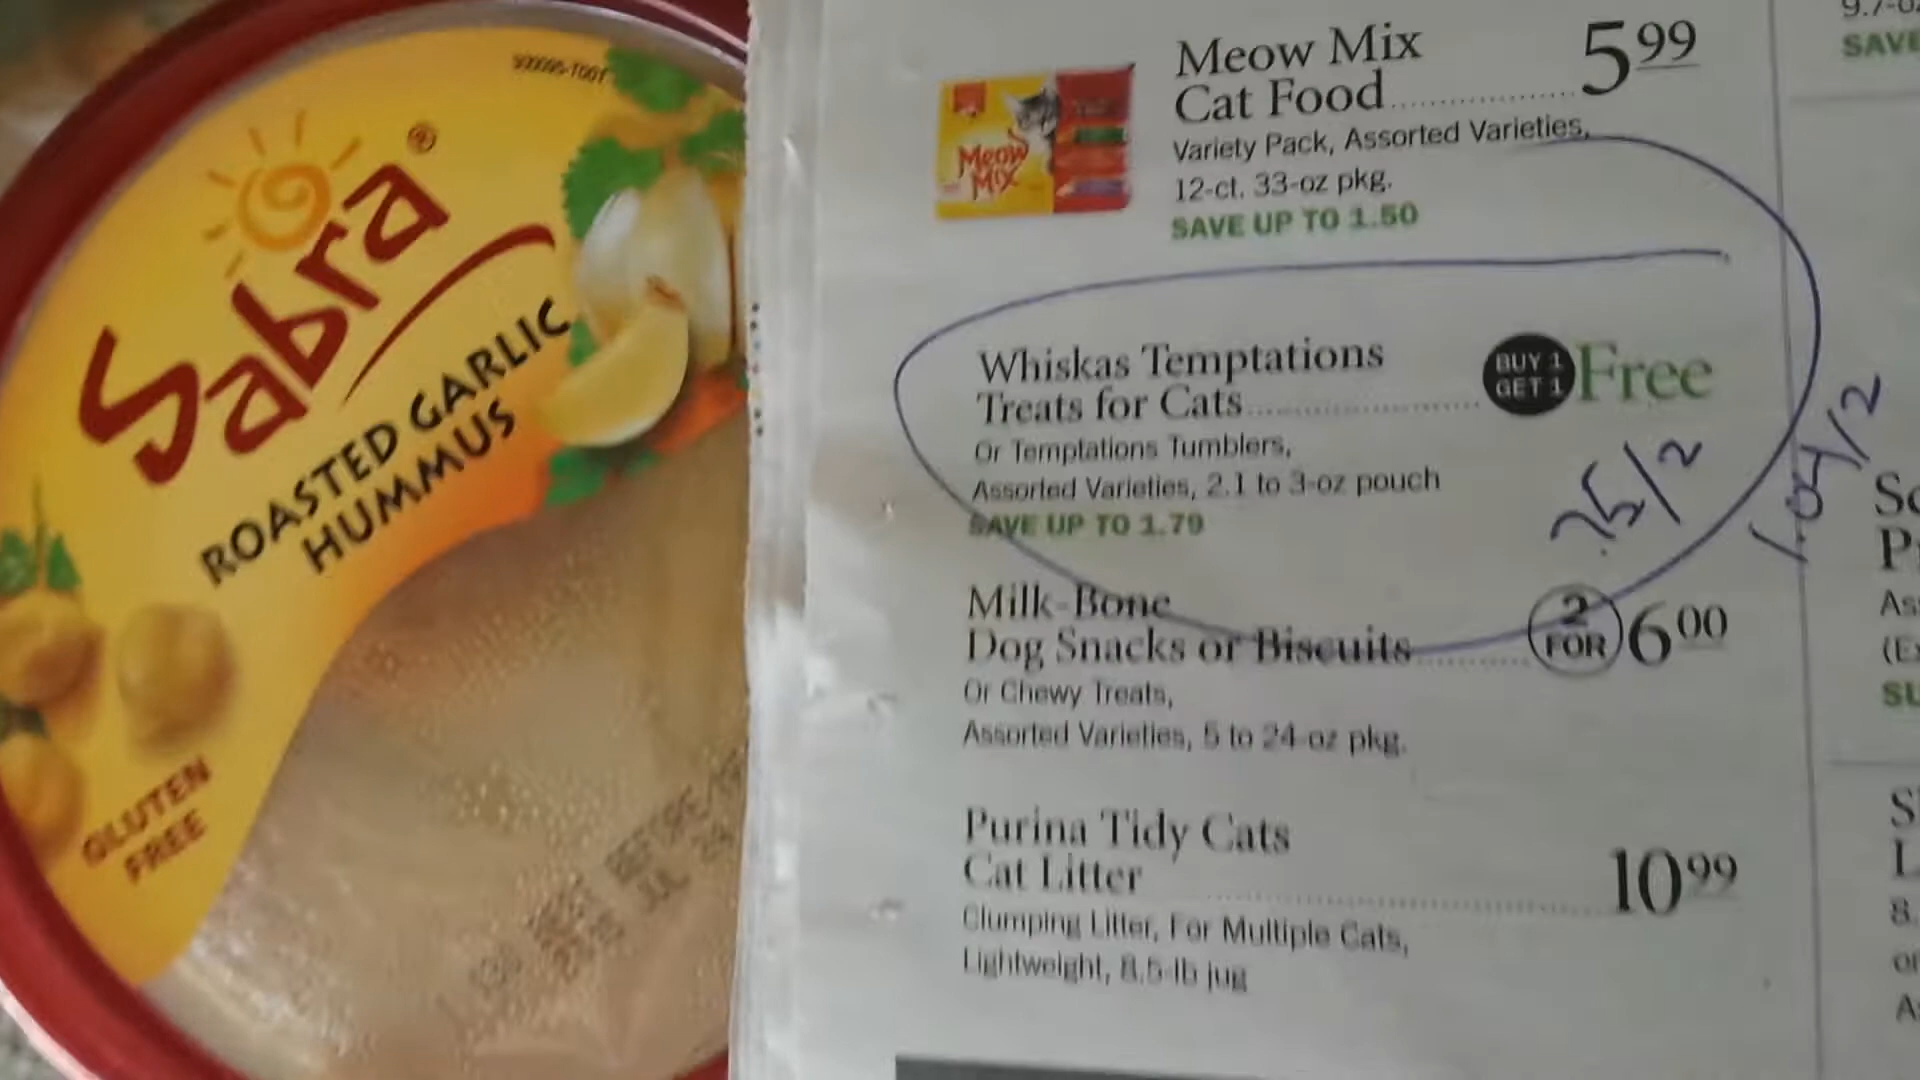 S00095-T001
Sabra®
ROASTED GARLIC
HUMMUS
GLUTEN
FREE
BEST BEFORE
JUL
Meow Mix
Cat Food 5 99
Variety Pack, Assorted Varieties,
12-ct. 33-oz pkg.
SAVE UP TO 1.50
Meow
Mix
Whiskas Temptations
Treats for Cats BUY 1 GET 1 Free
Or Temptations Tumblers,
Assorted Varieties, 2.1 to 3-oz pouch
SAVE UP TO 1.79
.75/2
1.04/2
Milk-Bone
Dog Snacks or Biscuits 2 FOR 6 00
Or Chewy Treats,
Assorted Varieties, 5 to 24-oz pkg.
Purina Tidy Cats
Cat Litter 10 99
Clumping Litter, For Multiple Cats,
Lightweight, 8.5-lb jug
SAVE